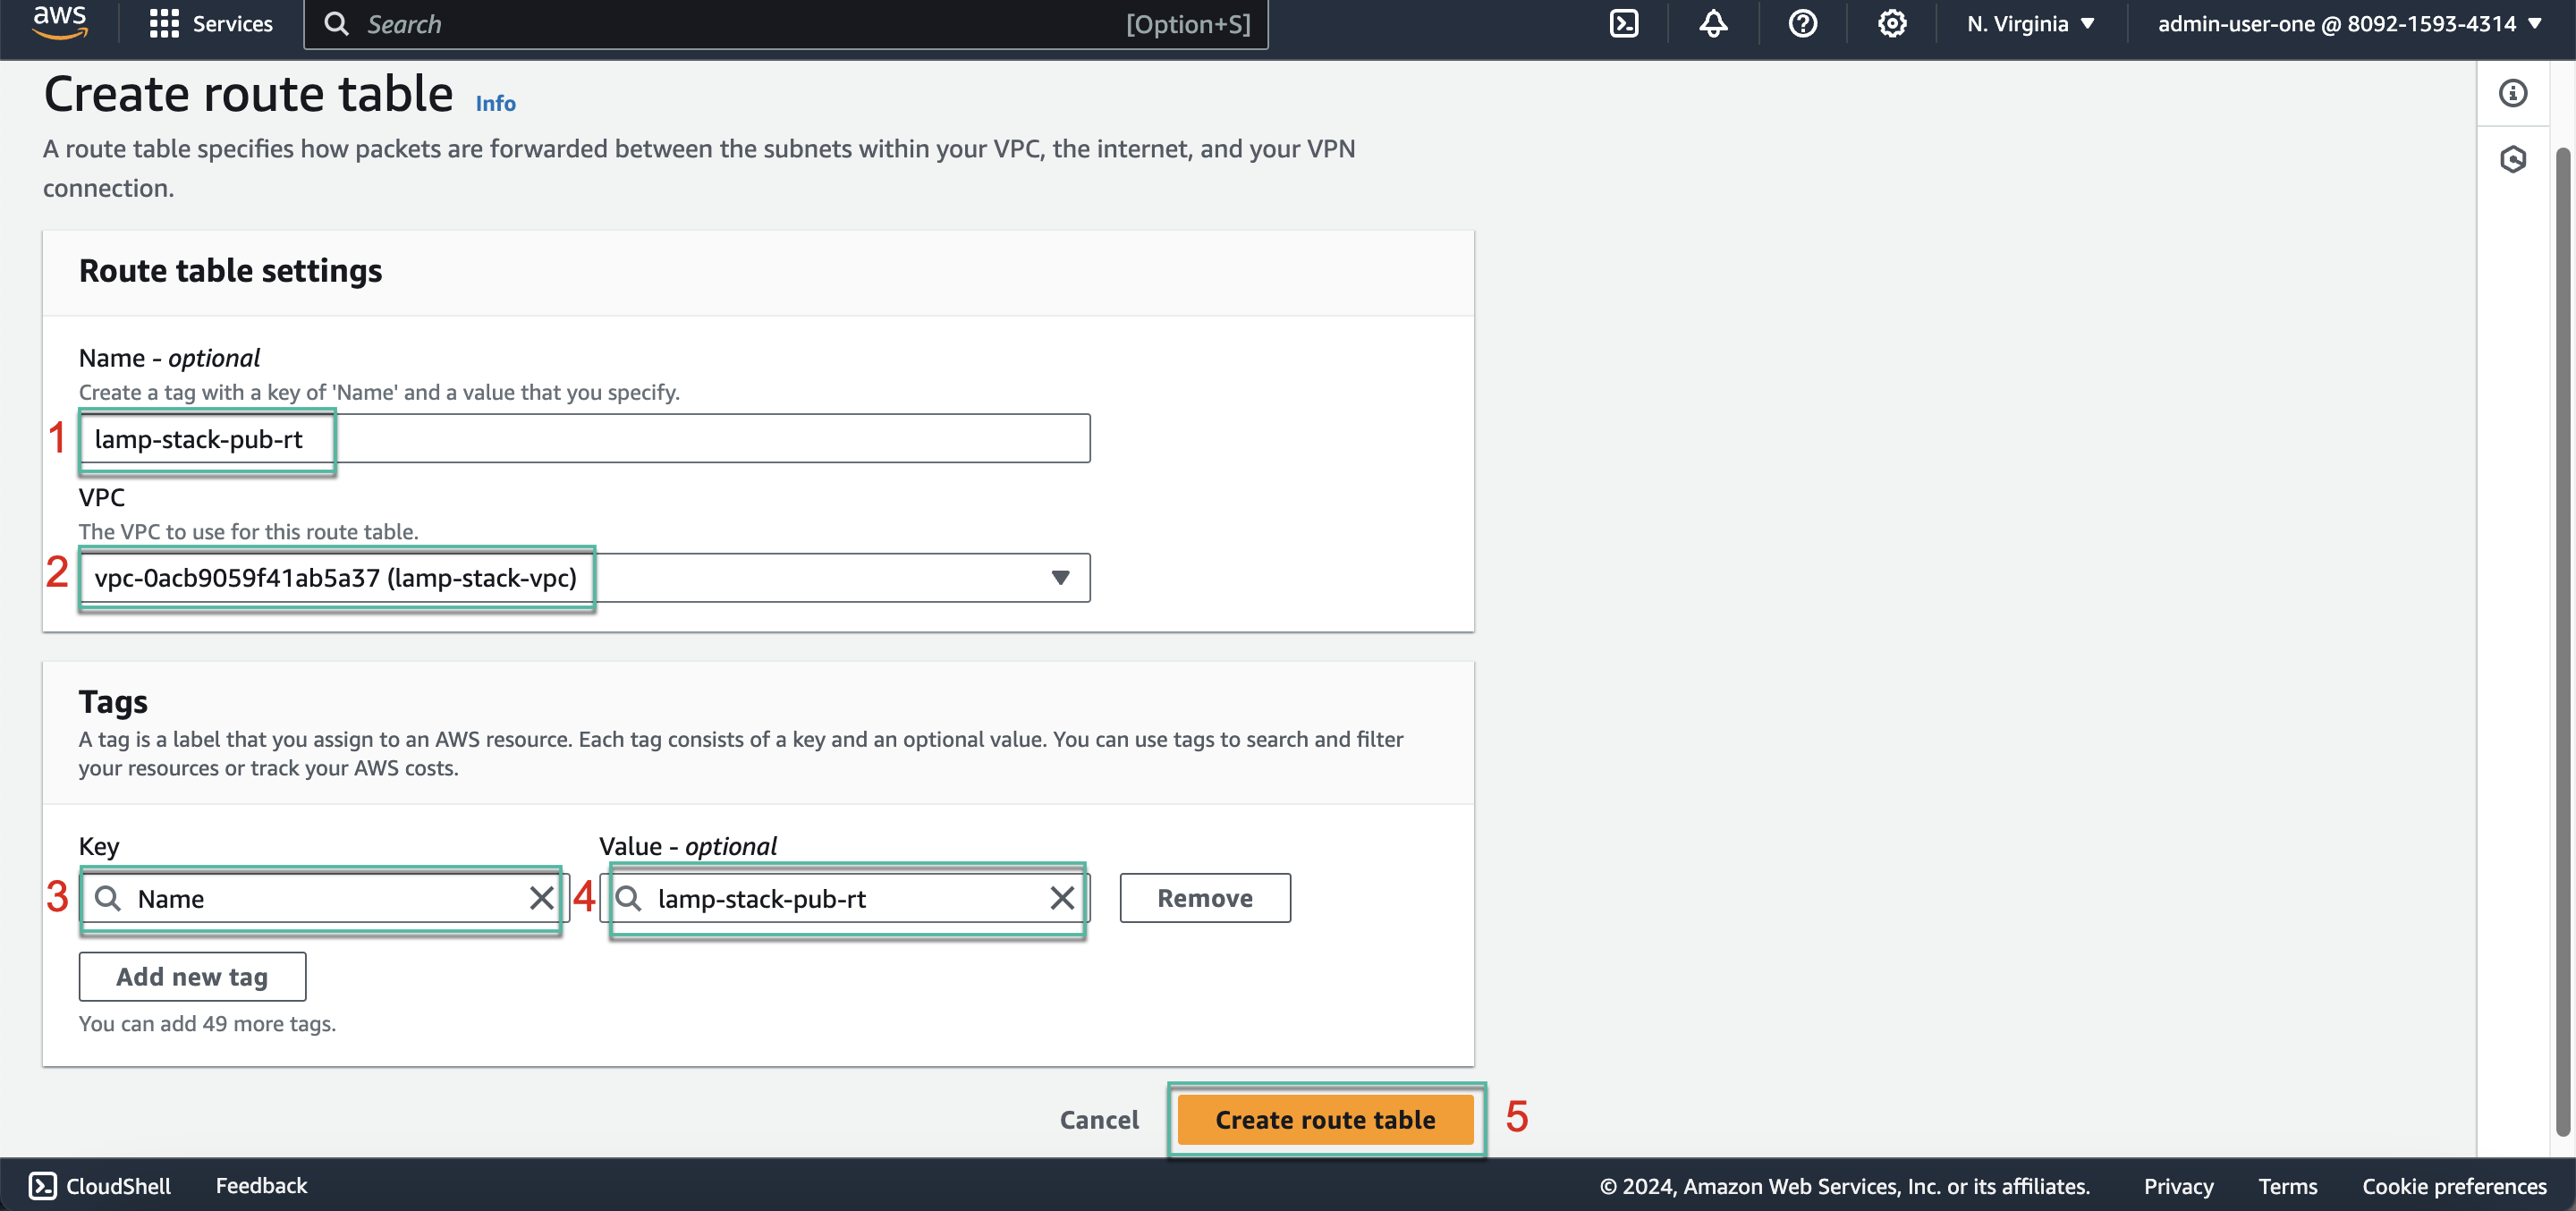 aws
Services
Search
[Option+S]
N. Virginia
admin-user-one @ 8092-1593-4314
Create route table Info
A route table specifies how packets are forwarded between the subnets within your VPC, the internet, and your VPN
connection.
Route table settings
Name - optional
Create a tag with a key of 'Name' and a value that you specify.
1 lamp-stack-pub-rt
VPC
The VPC to use for this route table.
2 vpc-0acb9059f41ab5a37 (lamp-stack-vpc)
Tags
A tag is a label that you assign to an AWS resource. Each tag consists of a key and an optional value. You can use tags to search and filter
your resources or track your AWS costs.
Key Value - optional
3 Name 4 lamp-stack-pub-rt Remove
Add new tag
You can add 49 more tags.
Cancel Create route table 5
CloudShell Feedback © 2024, Amazon Web Services, Inc. or its affiliates. Privacy Terms Cookie preferences